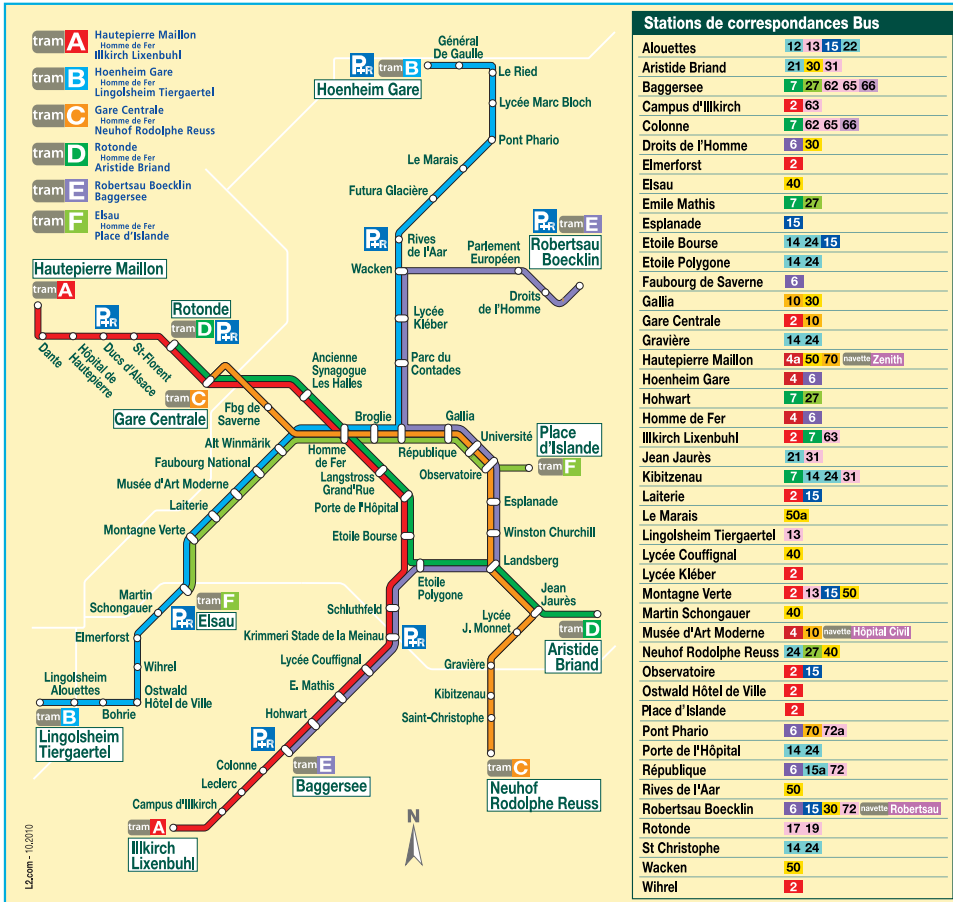 tram A Hautepierre Maillon
Homme de Fer
Illkirch Lixenbuhl
tram B Hoenheim Gare
Homme de Fer
Lingolsheim Tiergaertel
tram C Gare Centrale
Homme de Fer
Neuhof Rodolphe Reuss
tram D Rotonde
Homme de Fer
Aristide Briand
tram E Robertsau Boecklin
Baggersee
tram F Elsau
Homme de Fer
Place d'Islande
P+R tram B
Hoenheim Gare
Général
De Gaulle
Le Ried
Lycée Marc Bloch
Pont Phario
Le Marais
Futura Glacière
P+R
Rives
de l'Aar
Wacken
Parlement
Européen
Droits
de l'Homme
P+R tram E
Robertsau
Boecklin
Lycée
Kléber
Parc du
Contades
Hautepierre Maillon
tram A
P+R
Dante
Hôpital de
Hautepierre
Ducs d'Alsace
St-Florent
Rotonde
tram D P+R
tram C
Gare Centrale
Ancienne
Synagogue
Les Halles
Fbg de
Saverne
Broglie
Gallia
Université
Place
d'Islande
tram F
Alt Winmärik
Homme
de Fer
République
Observatoire
Faubourg National
Langstross
Grand'Rue
Musée d'Art Moderne
Porte de l'Hôpital
Esplanade
Laiterie
Etoile Bourse
Winston Churchill
Montagne Verte
Landsberg
Etoile
Polygone
Martin
Schongauer
P+R tram F
Elsau
Schluthfeld
Jean
Jaurès
Elmerforst
Krimmeri Stade de la Meinau
P+R
Lycée
J. Monnet
tram D
Aristide
Briand
Wihrel
Lycée Couffignal
Gravière
Lingolsheim
Alouettes
Ostwald
Hôtel de Ville
E. Mathis
Kibitzenau
Bohrie
tram B
Lingolsheim
Tiergaertel
Hohwart
Saint-Christophe
P+R
Colonne
tram E
Baggersee
tram C
Neuhof
Rodolphe Reuss
Leclerc
Campus d'Illkirch
tram A
Illkirch
Lixenbuhl
N
L2.com - 10.2010
Stations de correspondances Bus
Alouettes 12 13 15 22
Aristide Briand 21 30 31
Baggersee 7 27 62 65 66
Campus d'Illkirch 2 63
Colonne 7 62 65 66
Droits de l'Homme 6 30
Elmerforst 2
Elsau 40
Emile Mathis 7 27
Esplanade 15
Etoile Bourse 14 24 15
Etoile Polygone 14 24
Faubourg de Saverne 6
Gallia 10 30
Gare Centrale 2 10
Gravière 14 24
Hautepierre Maillon 4a 50 70 navette Zenith
Hoenheim Gare 4 6
Hohwart 7 27
Homme de Fer 4 6
Illkirch Lixenbuhl 2 7 63
Jean Jaurès 21 31
Kibitzenau 7 14 24 31
Laiterie 2 15
Le Marais 50a
Lingolsheim Tiergaertel 13
Lycée Couffignal 40
Lycée Kléber 2
Montagne Verte 2 13 15 50
Martin Schongauer 40
Musée d'Art Moderne 4 10 navette Hôpital Civil
Neuhof Rodolphe Reuss 24 27 40
Observatoire 2 15
Ostwald Hôtel de Ville 2
Place d'Islande 2
Pont Phario 6 70 72a
Porte de l'Hôpital 14 24
République 6 15a 72
Rives de l'Aar 50
Robertsau Boecklin 6 15 30 72 navette Robertsau
Rotonde 17 19
St Christophe 14 24
Wacken 50
Wihrel 2